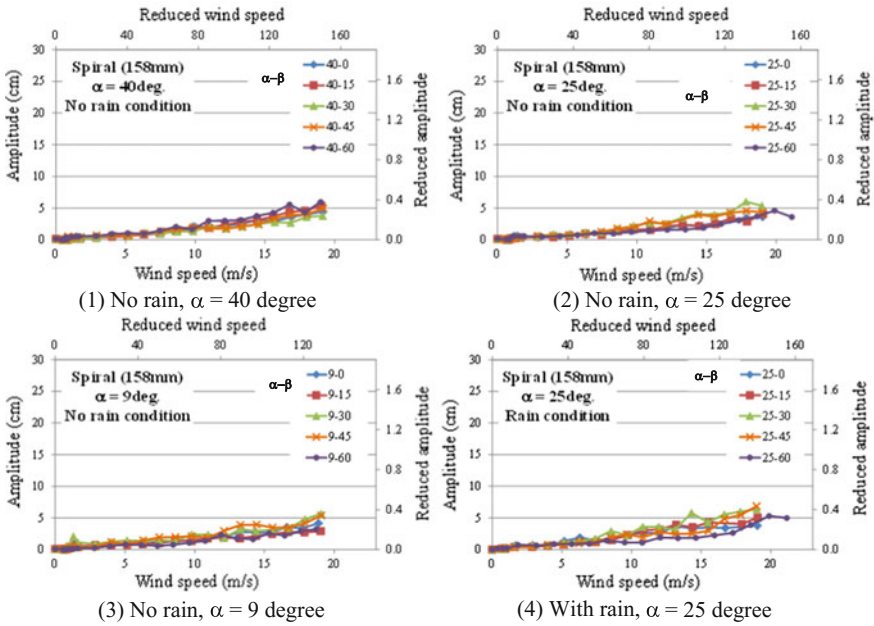 Reduced wind speed
0 40 80 120 160 200
30 25 20 15 10 5 0
Amplitude (cm)
Spiral (158mm)
α = 40deg.
No rain condition
α−β
40-0
40-15
40-30
40-45
40-60
1.6 1.2 0.8 0.4 0.0
Reduced amplitude
0 5 10 15 20
Wind speed (m/s)
(1) No rain, α = 40 degree
Reduced wind speed
0 40 80 120 160
30 25 20 15 10 5 0
Amplitude (cm)
Spiral (158mm)
α = 25deg.
No rain condition
α−β
25-0
25-15
25-30
25-45
25-60
1.6 1.2 0.8 0.4 0.0
Reduced amplitude
0 5 10 15 20
Wind speed (m/s)
(2) No rain, α = 25 degree
Reduced wind speed
0 40 80 120 160
30 25 20 15 10 5 0
Amplitude (cm)
Spiral (158mm)
α = 9deg.
No rain condition
α−β
9-0
9-15
9-30
9-45
9-60
1.6 1.2 0.8 0.4 0.0
Reduced amplitude
0 5 10 15 20
Wind speed (m/s)
(3) No rain, α = 9 degree
Reduced wind speed
0 40 80 120 160
30 25 20 15 10 5 0
Amplitude (cm)
Spiral (158mm)
α = 25deg.
Rain condition
α−β
25-0
25-15
25-30
25-45
25-60
1.6 1.2 0.8 0.4 0.0
Reduced amplitude
0 5 10 15 20
Wind speed (m/s)
(4) With rain, α = 25 degree